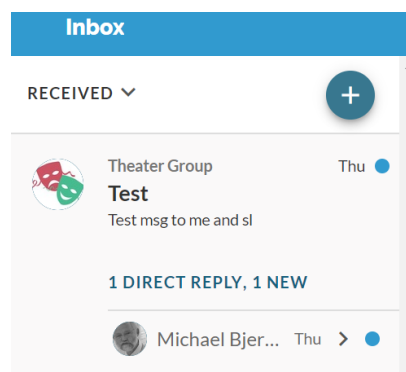 Inbox
RECEIVED
Theater Group Thu
Test
Test msg to me and sl
1 DIRECT REPLY, 1 NEW
Michael Bjer... Thu